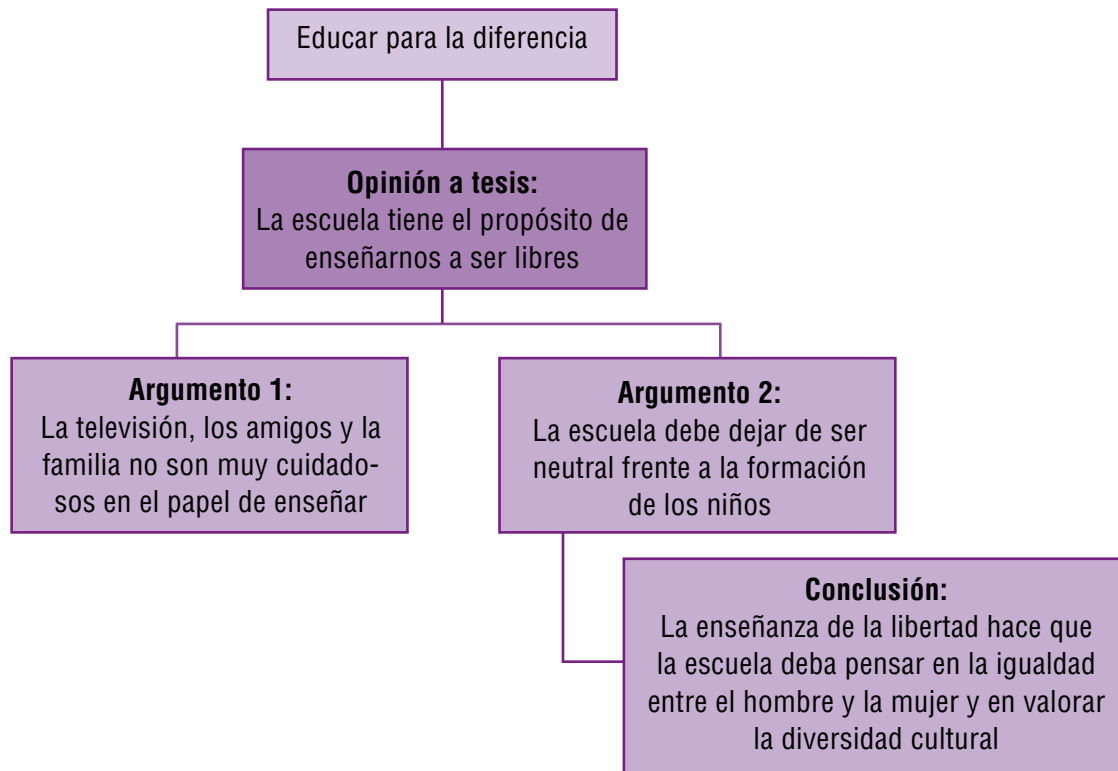 Educar para la diferencia
Opinión a tesis:
La escuela tiene el propósito de
enseñarnos a ser libres
Argumento 1:
La televisión, los amigos y la
familia no son muy cuidado-
sos en el papel de enseñar
Argumento 2:
La escuela debe dejar de ser
neutral frente a la formación
de los niños
Conclusión:
La enseñanza de la libertad hace que
la escuela deba pensar en la igualdad
entre el hombre y la mujer y en valorar
la diversidad cultural